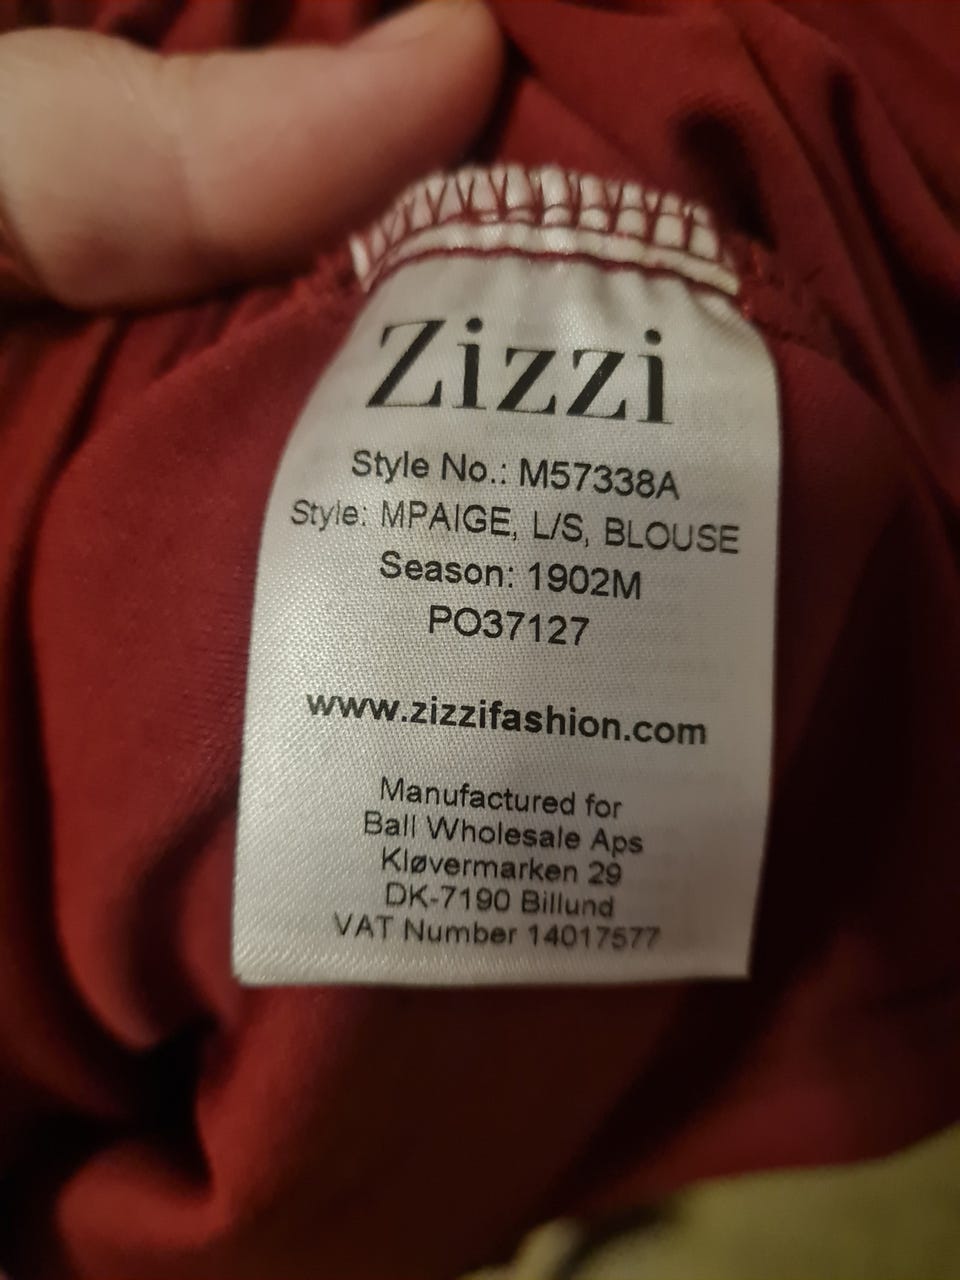 Zizzi
Style No.: M57338A
Style: MPAIGE, L/S, BLOUSE
Season: 1902M
PO37127
www.zizzifashion.com
Manufactured for
Ball Wholesale Aps
Kløvermarken 29
DK-7190 Billund
VAT Number 14017577